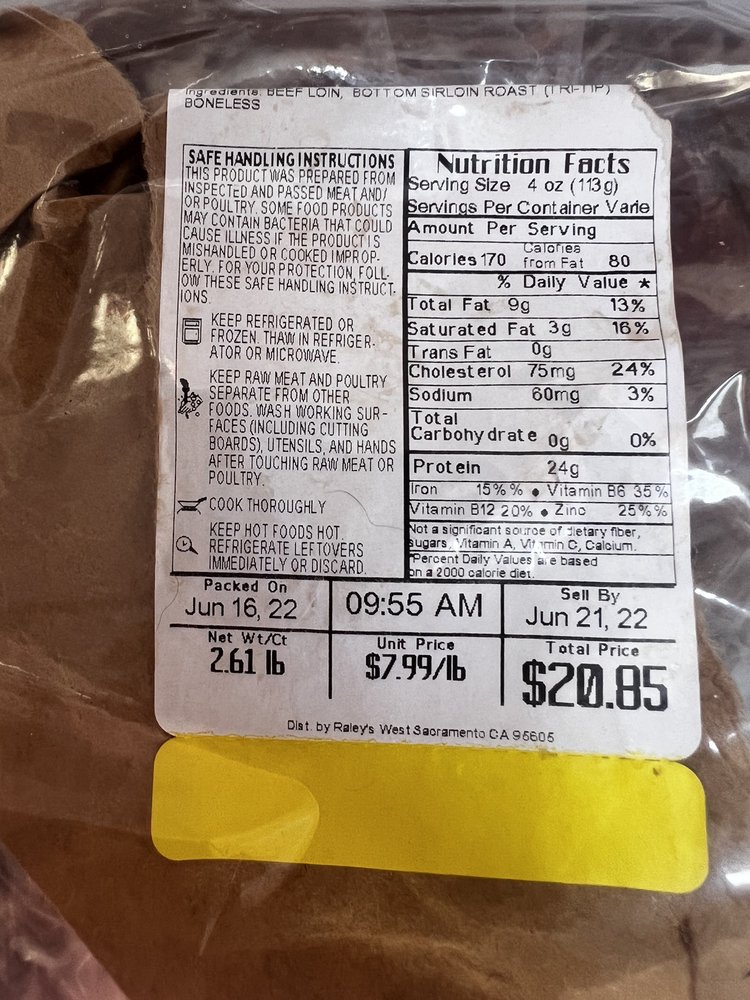 Ingredients: BEEF LOIN, BOTTOM SIRLOIN ROAST (TRI-TIP)
BONELESS
SAFE HANDLING INSTRUCTIONS
THIS PRODUCT WAS PREPARED FROM
INSPECTED AND PASSED MEAT AND/
OR POULTRY. SOME FOOD PRODUCTS
MAY CONTAIN BACTERIA THAT COULD
CAUSE ILLNESS IF THE PRODUCT IS
MISHANDLED OR COOKED IMPROP-
ERLY. FOR YOUR PROTECTION, FOLL-
OW THESE SAFE HANDLING INSTRUCT-
IONS.
KEEP REFRIGERATED OR
FROZEN. THAW IN REFRIGER-
ATOR OR MICROWAVE.
KEEP RAW MEAT AND POULTRY
SEPARATE FROM OTHER
FOODS. WASH WORKING SUR-
FACES (INCLUDING CUTTING
BOARDS), UTENSILS, AND HANDS
AFTER TOUCHING RAW MEAT OR
POULTRY.
COOK THOROUGHLY
KEEP HOT FOODS HOT.
REFRIGERATE LEFTOVERS
IMMEDIATELY OR DISCARD.
Nutrition Facts
Serving Size 4 oz (113g)
Servings Per Container Varie
Amount Per Serving
Calories 170 Calories from Fat 80
% Daily Value *
Total Fat 9g 13%
Saturated Fat 3g 16%
Trans Fat 0g
Cholesterol 75mg 24%
Sodium 60mg 3%
Total
Carbohydrate 0g 0%
Protein 24g
Iron 15%% ● Vitamin B6 35%
Vitamin B12 20% ● Zinc 25%%
Not a significant source of dietary fiber,
sugars, Vitamin A, Vitamin C, Calcium.
*Percent Daily Values are based
on a 2000 calorie diet.
Packed On
Jun 16, 22
09:55 AM
Sell By
Jun 21, 22
Net Wt/Ct
2.61 lb
Unit Price
$7.99/lb
Total Price
$20.85
Dist. by Raley's West Sacramento CA 95605